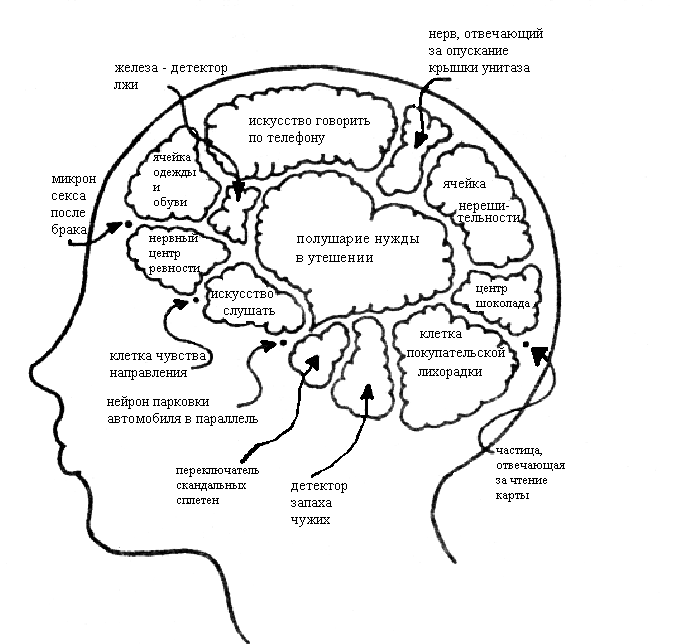 нерв, отвечающий
за опускание
крышки унитаза
железа - детектор
лжи
искусство говорить
по телефону
ячейка
одежды
и
обуви
микрон
секса
после
брака
ячейка
нереши-
тельности
нервный
центр
ревности
полушарие нужды
в утешении
искусство
слушать
центр
шоколада
клетка
покупательской
лихорадки
клетка чувства
направления
нейрон парковки
автомобиля в параллель
переключатель
скандальных
сплетен
детектор
запаха
чужих
частица,
отвечающая
за чтение
карты